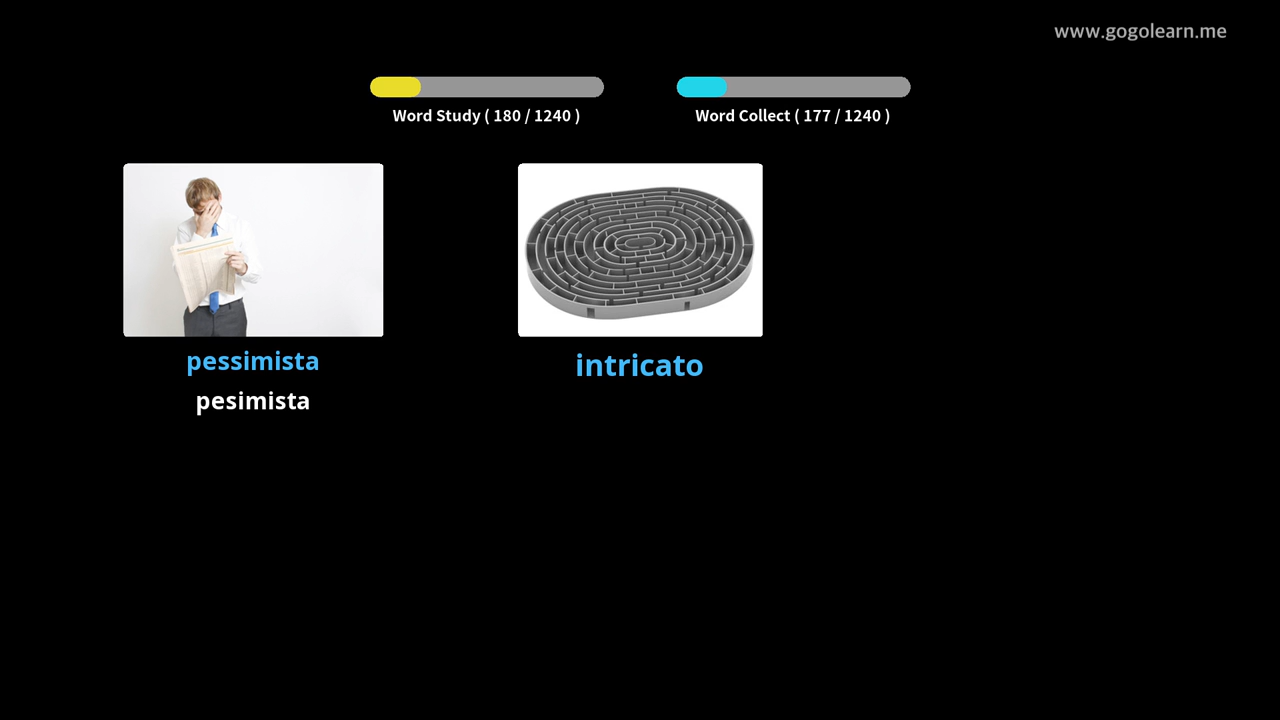 www.gogolearn.me
Word Study ( 180 / 1240 )
Word Collect ( 177 / 1240 )
pessimista
pesimista
intricato